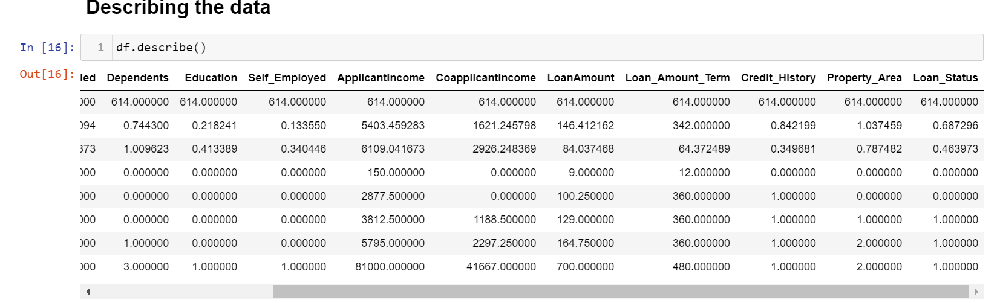 Describing the data
In [16]: 1 df.describe()
Out[16]: ied Dependents Education Self_Employed ApplicantIncome CoapplicantIncome LoanAmount Loan_Amount_Term Credit_History Property_Area Loan_Status
000 614.000000 614.000000 614.000000 614.000000 614.000000 614.000000 614.000000 614.000000 614.000000 614.000000
094 0.744300 0.218241 0.133550 5403.459283 1621.245798 146.412162 342.000000 0.842199 1.037459 0.687296
373 1.009623 0.413389 0.340446 6109.041673 2926.248369 84.037468 64.372489 0.349681 0.787482 0.463973
000 0.000000 0.000000 0.000000 150.000000 0.000000 9.000000 12.000000 0.000000 0.000000 0.000000
000 0.000000 0.000000 0.000000 2877.500000 0.000000 100.250000 360.000000 1.000000 0.000000 0.000000
000 0.000000 0.000000 0.000000 3812.500000 1188.500000 129.000000 360.000000 1.000000 1.000000 1.000000
000 1.000000 0.000000 0.000000 5795.000000 2297.250000 164.750000 360.000000 1.000000 2.000000 1.000000
000 3.000000 1.000000 1.000000 81000.000000 41667.000000 700.000000 480.000000 1.000000 2.000000 1.000000